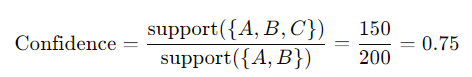 Confidence = support({A, B, C}) / support({A, B}) = 150 / 200 = 0.75